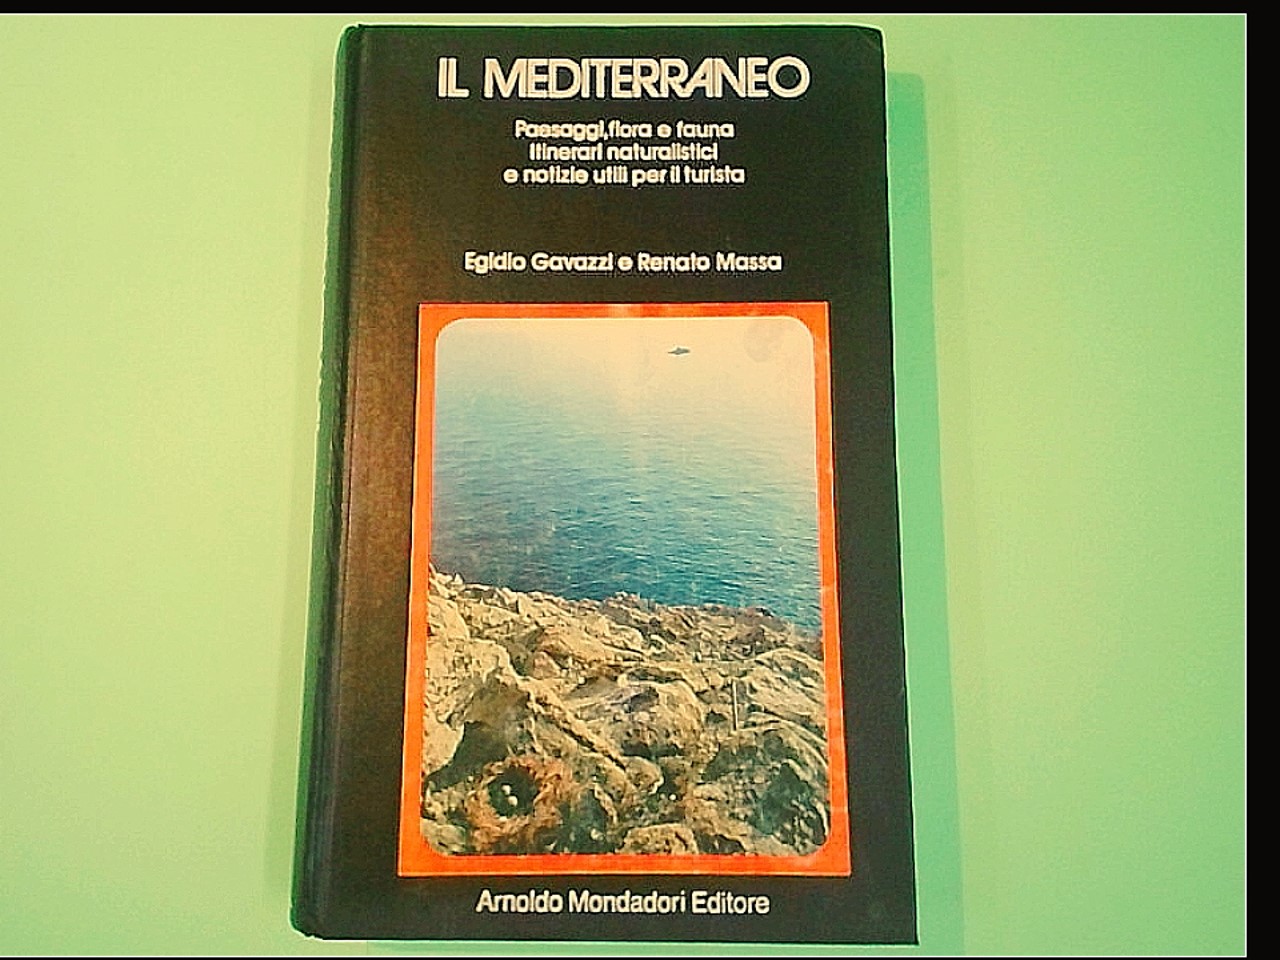 IL MEDITERRANEO
Paesaggi, flora e fauna
Itinerari naturalistici
e notizie utili per il turista
Egidio Gavazzi e Renato Massa
Arnoldo Mondadori Editore